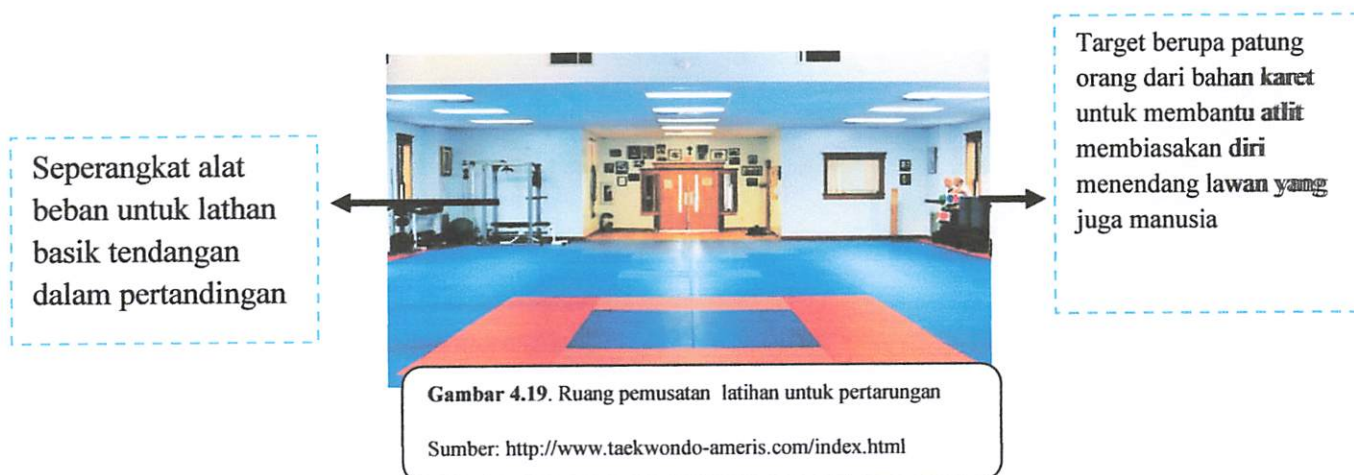 Seperangkat alat
beban untuk lathan
basik tendangan
dalam pertandingan
Target berupa patung
orang dari bahan karet
untuk membantu atlit
membiasakan diri
menendang lawan yang
juga manusia
Gambar 4.19. Ruang pemusatan latihan untuk pertarungan
Sumber: http://www.taekwondo-ameris.com/index.html